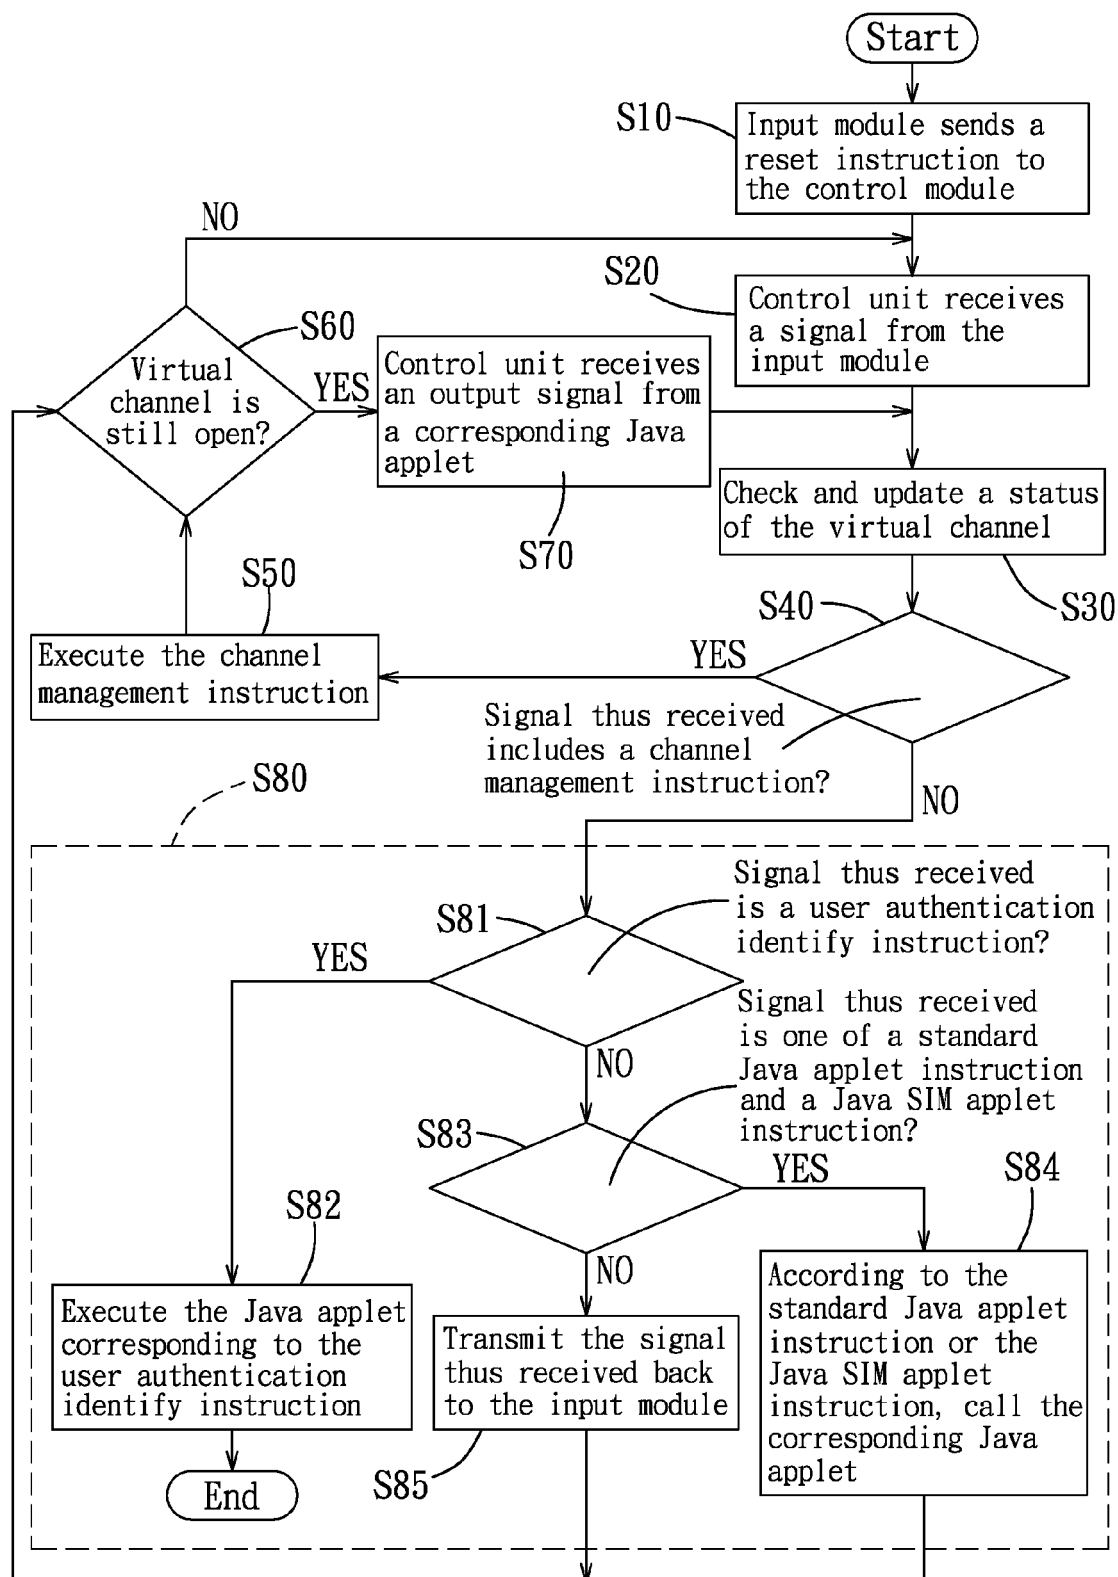 Start
S10
Input module sends a
reset instruction to
the control module
NO
S20
Control unit receives
a signal from the
input module
S60
Virtual
channel is
still open?
YES
Control unit receives
an output signal from
a corresponding Java
applet
S70
Check and update a status
of the virtual channel
S30
S40
S50
YES
Execute the channel
management instruction
Signal thus received
includes a channel
management instruction?
NO
S80
Signal thus received
is a user authentication
identify instruction?
S81
YES
NO
Signal thus received
is one of a standard
Java applet instruction
and a Java SIM applet
instruction?
S83
YES
S84
S82
NO
Execute the Java applet
corresponding to the
user authentication
identify instruction
Transmit the signal
thus received back
to the input module
According to the
standard Java applet
instruction or the
Java SIM applet
instruction, call the
corresponding Java
applet
S85
End